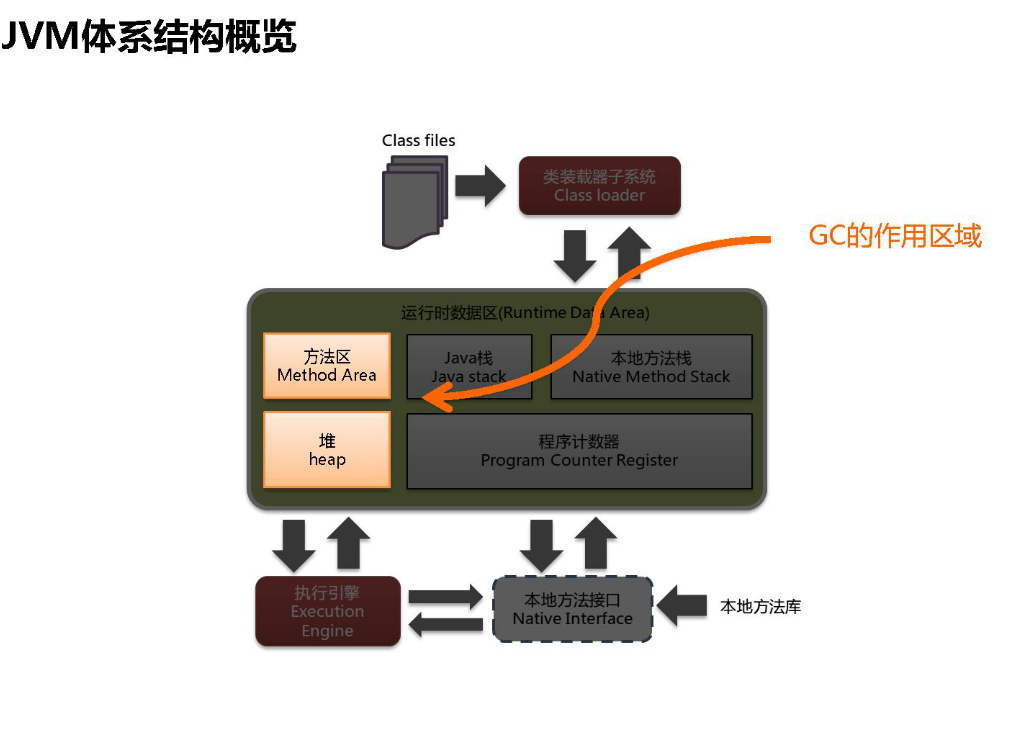 JVM体系结构概览
Class files
类装载器子系统
Class loader
GC的作用区域
运行时数据区(Runtime Data Area)
方法区
Method Area
Java栈
Java stack
本地方法栈
Native Method Stack
堆
heap
程序计数器
Program Counter Register
执行引擎
Execution
Engine
本地方法接口
Native Interface
本地方法库